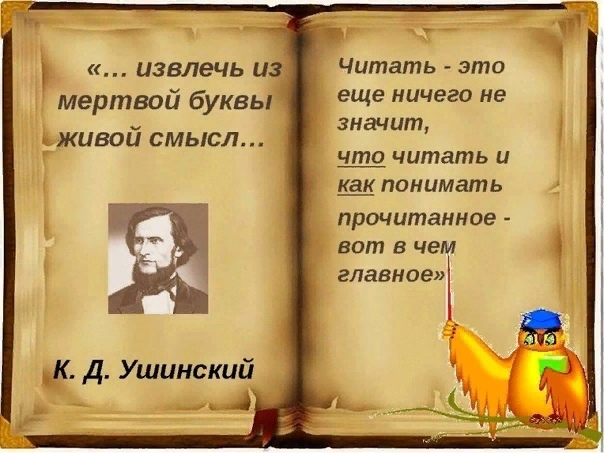 «... извлечь из
мертвой буквы
живой смысл...
К. Д. Ушинский
Читать - это
еще ничего не
значит,
что читать и
как понимать
прочитанное -
вот в чем
главное»